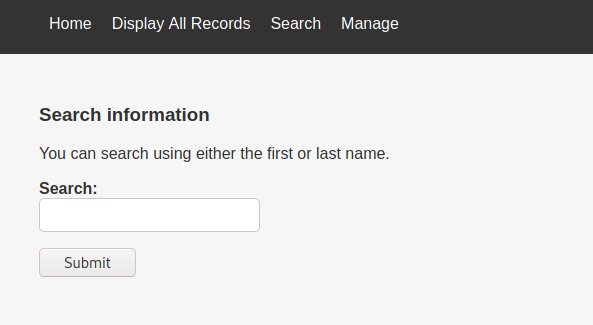 Home Display All Records Search Manage
Search information
You can search using either the first or last name.
Search:
Submit